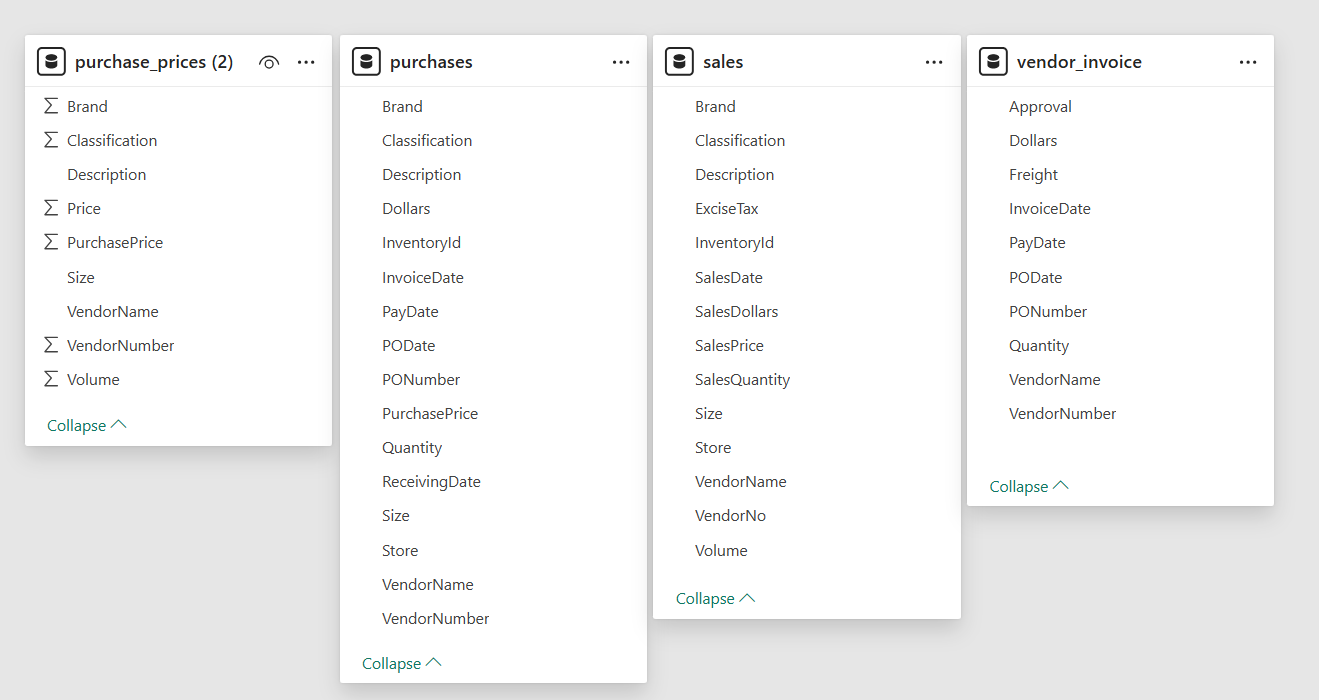 purchase_prices (2)
Brand
Classification
Description
Price
PurchasePrice
Size
VendorName
VendorNumber
Volume
Collapse
purchases
Brand
Classification
Description
Dollars
InventoryId
InvoiceDate
PayDate
PODate
PONumber
PurchasePrice
Quantity
ReceivingDate
Size
Store
VendorName
VendorNumber
Collapse
sales
Brand
Classification
Description
ExciseTax
InventoryId
SalesDate
SalesDollars
SalesPrice
SalesQuantity
Size
Store
VendorName
VendorNo
Volume
Collapse
vendor_invoice
Approval
Dollars
Freight
InvoiceDate
PayDate
PODate
PONumber
Quantity
VendorName
VendorNumber
Collapse